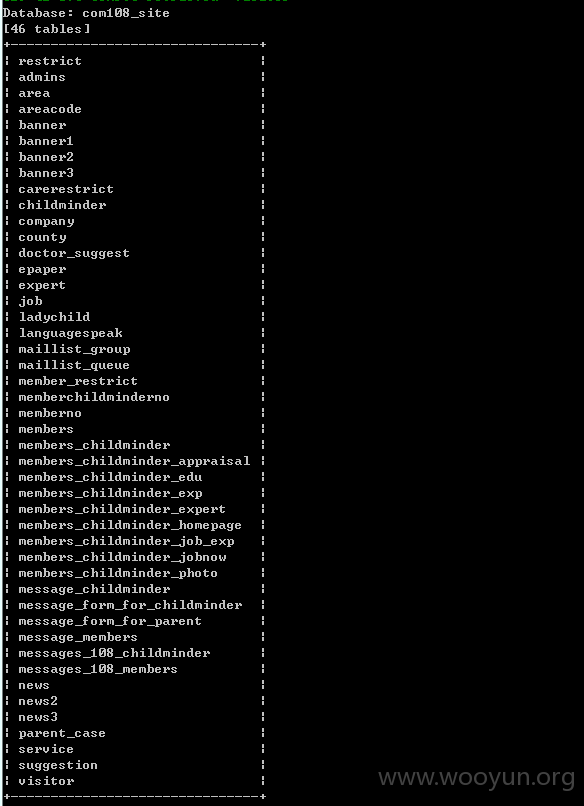 Database: com108_site
[46 tables]
+-------------------------------+
| restrict |
| admins |
| area |
| areacode |
| banner |
| banner1 |
| banner2 |
| banner3 |
| carerestrict |
| childminder |
| company |
| county |
| doctor_suggest |
| epaper |
| expert |
| job |
| ladychild |
| languagespeak |
| maillist_group |
| maillist_queue |
| member_restrict |
| memberchildminderno |
| memberno |
| members |
| members_childminder |
| members_childminder_appraisal |
| members_childminder_edu |
| members_childminder_exp |
| members_childminder_expert |
| members_childminder_homepage |
| members_childminder_job_exp |
| members_childminder_jobnow |
| members_childminder_photo |
| message_childminder |
| message_form_for_childminder |
| message_form_for_parent |
| message_members |
| messages_108_childminder |
| messages_108_members |
| news |
| news2 |
| news3 |
| parent_case |
| service |
| suggestion |
| visitor |
+-------------------------------+
www.wooyun.org